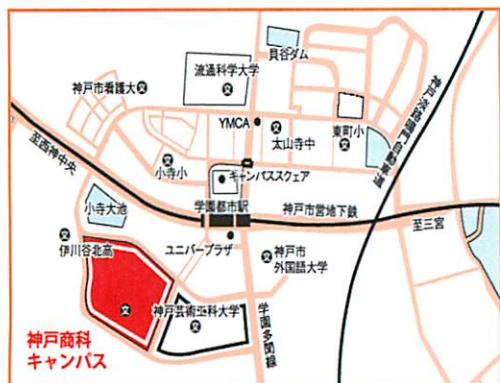 貝谷ダム
流通科学大学
神戸市看護大
神戸淡路鳴門自動車道
YMCA
太山寺中
東町小
小寺小
キャンパススクェア
至西神中央
小寺大池
学園都市駅
神戸市営地下鉄
至三宮
伊川谷北高
ユニバープラザ
神戸市
外国語大学
神戸芸術工科大学
学園多聞線
神戸商科
キャンパス